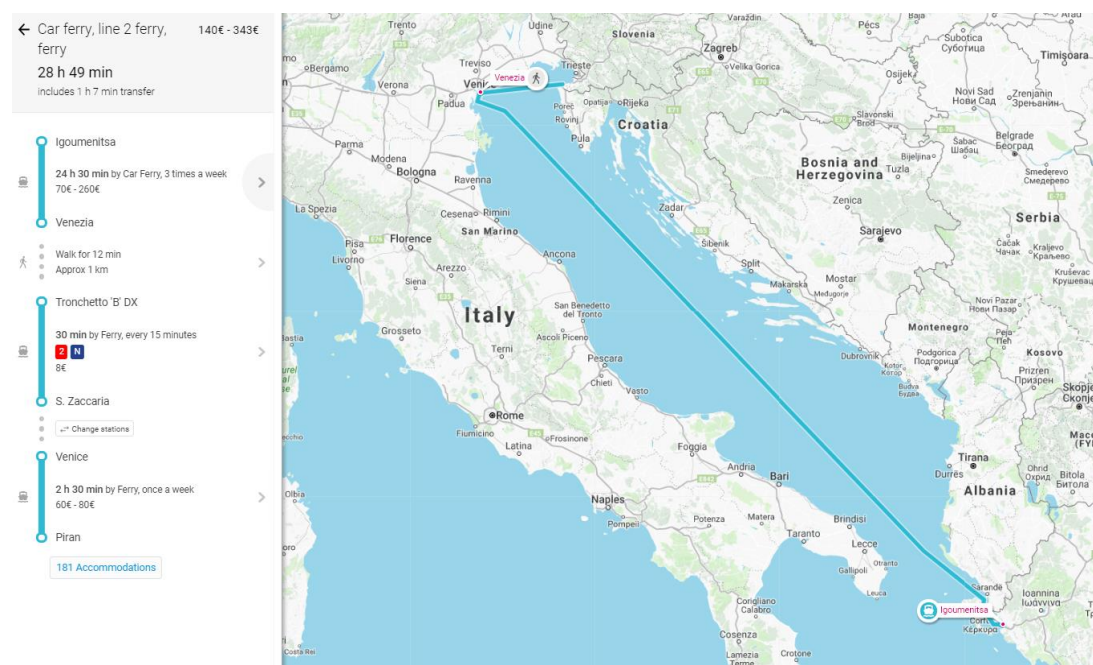 Car ferry, line 2 ferry, ferry
140€ - 343€
28 h 49 min
includes 1 h 7 min transfer
Igoumenitsa
24 h 30 min by Car Ferry, 3 times a week
70€ - 260€
Venezia
Walk for 12 min
Approx 1 km
Tronchetto 'B' DX
30 min by Ferry, every 15 minutes
2 N
8€
S. Zaccaria
Change stations
Venice
2 h 30 min by Ferry, once a week
60€ - 80€
Piran
181 Accommodations
Trento
Udine
Slovenia
Varaždin
Pécs
Baja
Arad
Bergamo
Verona
Treviso
Venezia
Trieste
Zagreb
Velika Gorica
Subotica
Суботица
Timișoara
Padua
Poreč
Opatija
Rijeka
Rovinj
Pula
Croatia
Osijek
Slavonski
Brod
Novi Sad
Нови Сад
Zrenjanin
Зрењанин
Parma
Modena
Bologna
Ravenna
Bosnia and
Herzegovina
Bijeljina
Tuzla
Šabac
Шабац
Belgrade
Београд
Smederevo
Смедерево
La Spezia
Cesena
Rimini
San Marino
Zadar
Zenica
Serbia
Pisa
Florence
Livorno
Ancona
Šibenik
Split
Sarajevo
Čačak
Чачак
Kraljevo
Краљево
Siena
Arezzo
Makarska
Mostar
Medjugorje
Kruševac
Крушевац
Italy
San Benedetto
del Tronto
Novi Pazar
Нови Пазар
Grosseto
Ascoli Piceno
Terni
Montenegro
Peja
Пећ
Kosovo
Pescara
Chieti
Vasto
Dubrovnik
Kotor
Котор
Podgorica
Подгорица
Prizren
Призрен
Budva
Будва
Rome
Fiumicino
Latina
Frosinone
Foggia
Tirana
Durrës
Andria
Bari
Albania
Ohrid
Охрид
Bitola
Битола
Olbia
Naples
Pompeii
Potenza
Matera
Taranto
Brindisi
Lecce
Gallipoli
Otranto
Leuca
Sarandë
Ioannina
Ιωάννινα
Igoumenitsa
Κέρκυρα
Corigliano
Calabro
Cosenza
Crotone
Lamezia
Terme